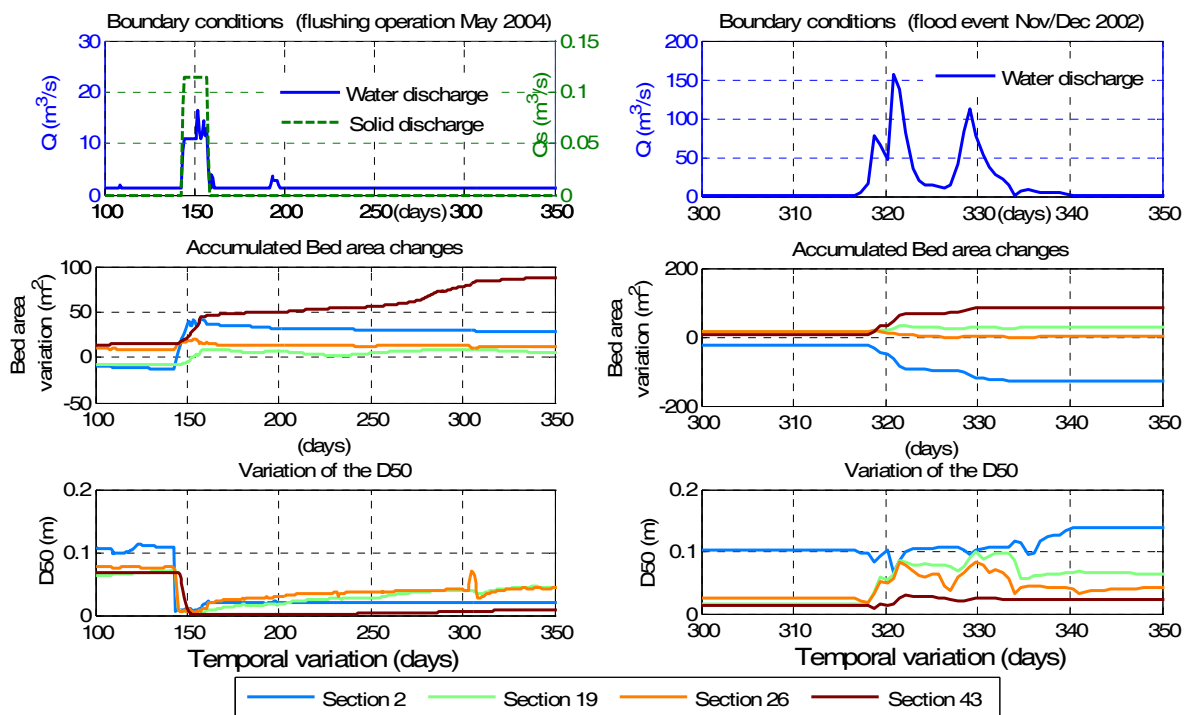 Boundary conditions (flushing operation May 2004)
30
20
10
0
Q (m³/s)
0.15
0.1
0.05
0
Qs (m³/s)
Water discharge
Solid discharge
100 150 200 250 (days) 300 350
Accumulated Bed area changes
100
50
0
-50
Bed area
variation (m²)
100 150 200 250 300 350
(days)
Variation of the D50
0.2
0.1
0
D50 (m)
100 150 200 250 300 350
Temporal variation (days)
Boundary conditions (flood event Nov/Dec 2002)
200
150
100
50
0
Q (m³/s)
Water discharge
300 310 320 330 (days) 340 350
Accumulated Bed area changes
200
0
-200
Bed area
variation (m²)
300 310 320 330 340 350
(days)
Variation of the D50
0.2
0.1
0
D50 (m)
300 310 320 330 340 350
Temporal variation (days)
Section 2 Section 19 Section 26 Section 43